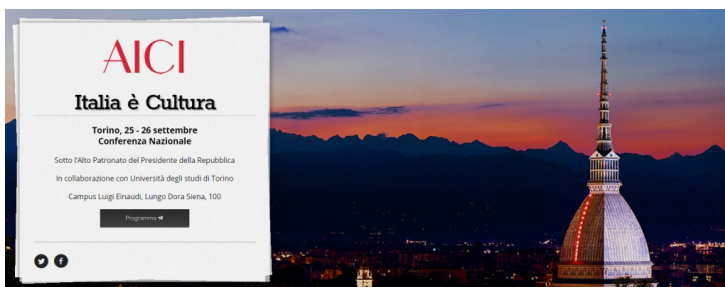 AICI
Italia è Cultura
Torino, 25 - 26 settembre
Conferenza Nazionale
Sotto l'Alto Patronato del Presidente della Repubblica
In collaborazione con Università degli studi di Torino
Campus Luigi Einaudi, Lungo Dora Siena, 100
Programma